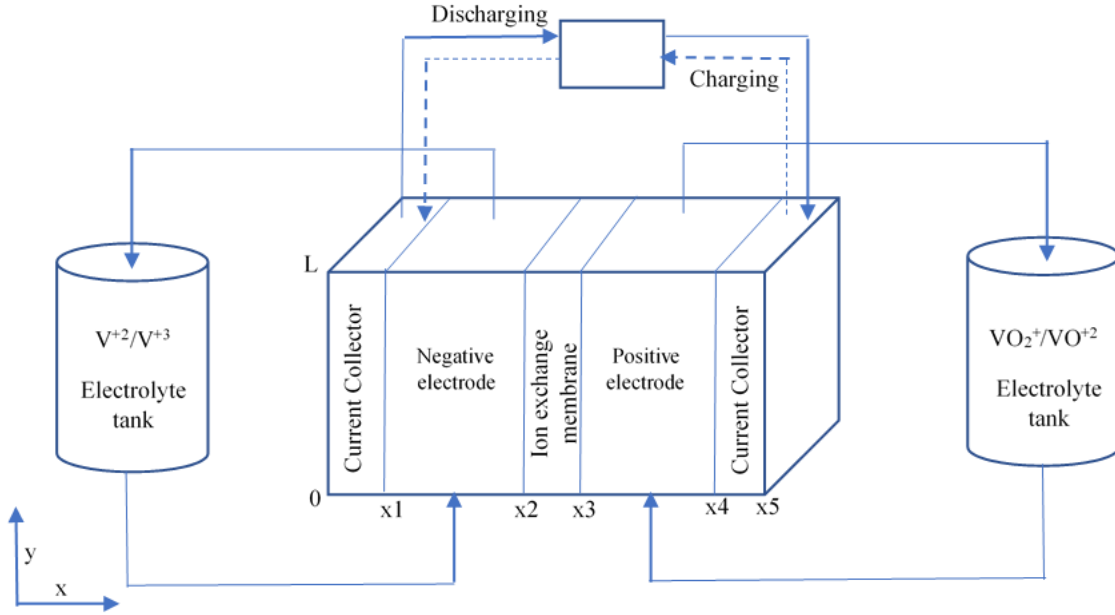 Discharging
Charging
L
V⁺²/V⁺³
Electrolyte
tank
Current Collector
Negative
electrode
Ion exchange
membrane
Positive
electrode
Current Collector
VO₂⁺/VO⁺²
Electrolyte
tank
0
x1
x2
x3
x4
x5
y
x